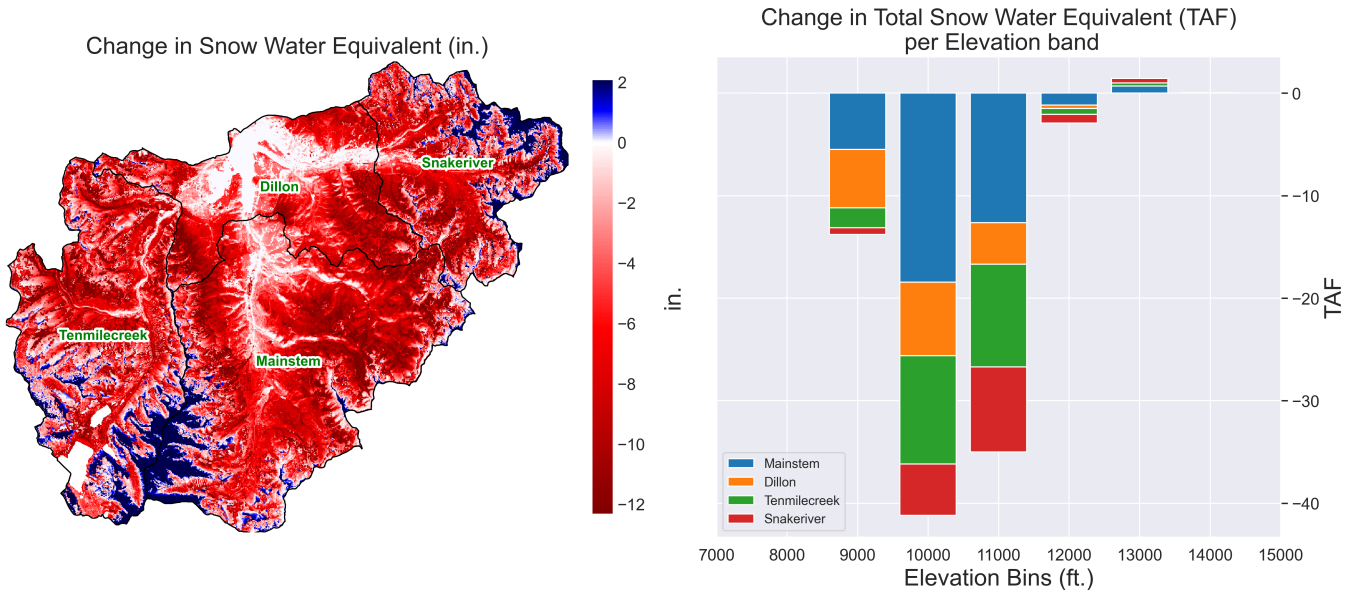 Change in Snow Water Equivalent (in.)
Snakeriver
Dillon
Tenmilecreek
Mainstem
2
0
−2
−4
−6
−8
−10
−12
in.
Change in Total Snow Water Equivalent (TAF)
per Elevation band
0
−10
−20
−30
−40
TAF
Mainstem
Dillon
Tenmilecreek
Snakeriver
7000 8000 9000 10000 11000 12000 13000 14000 15000
Elevation Bins (ft.)